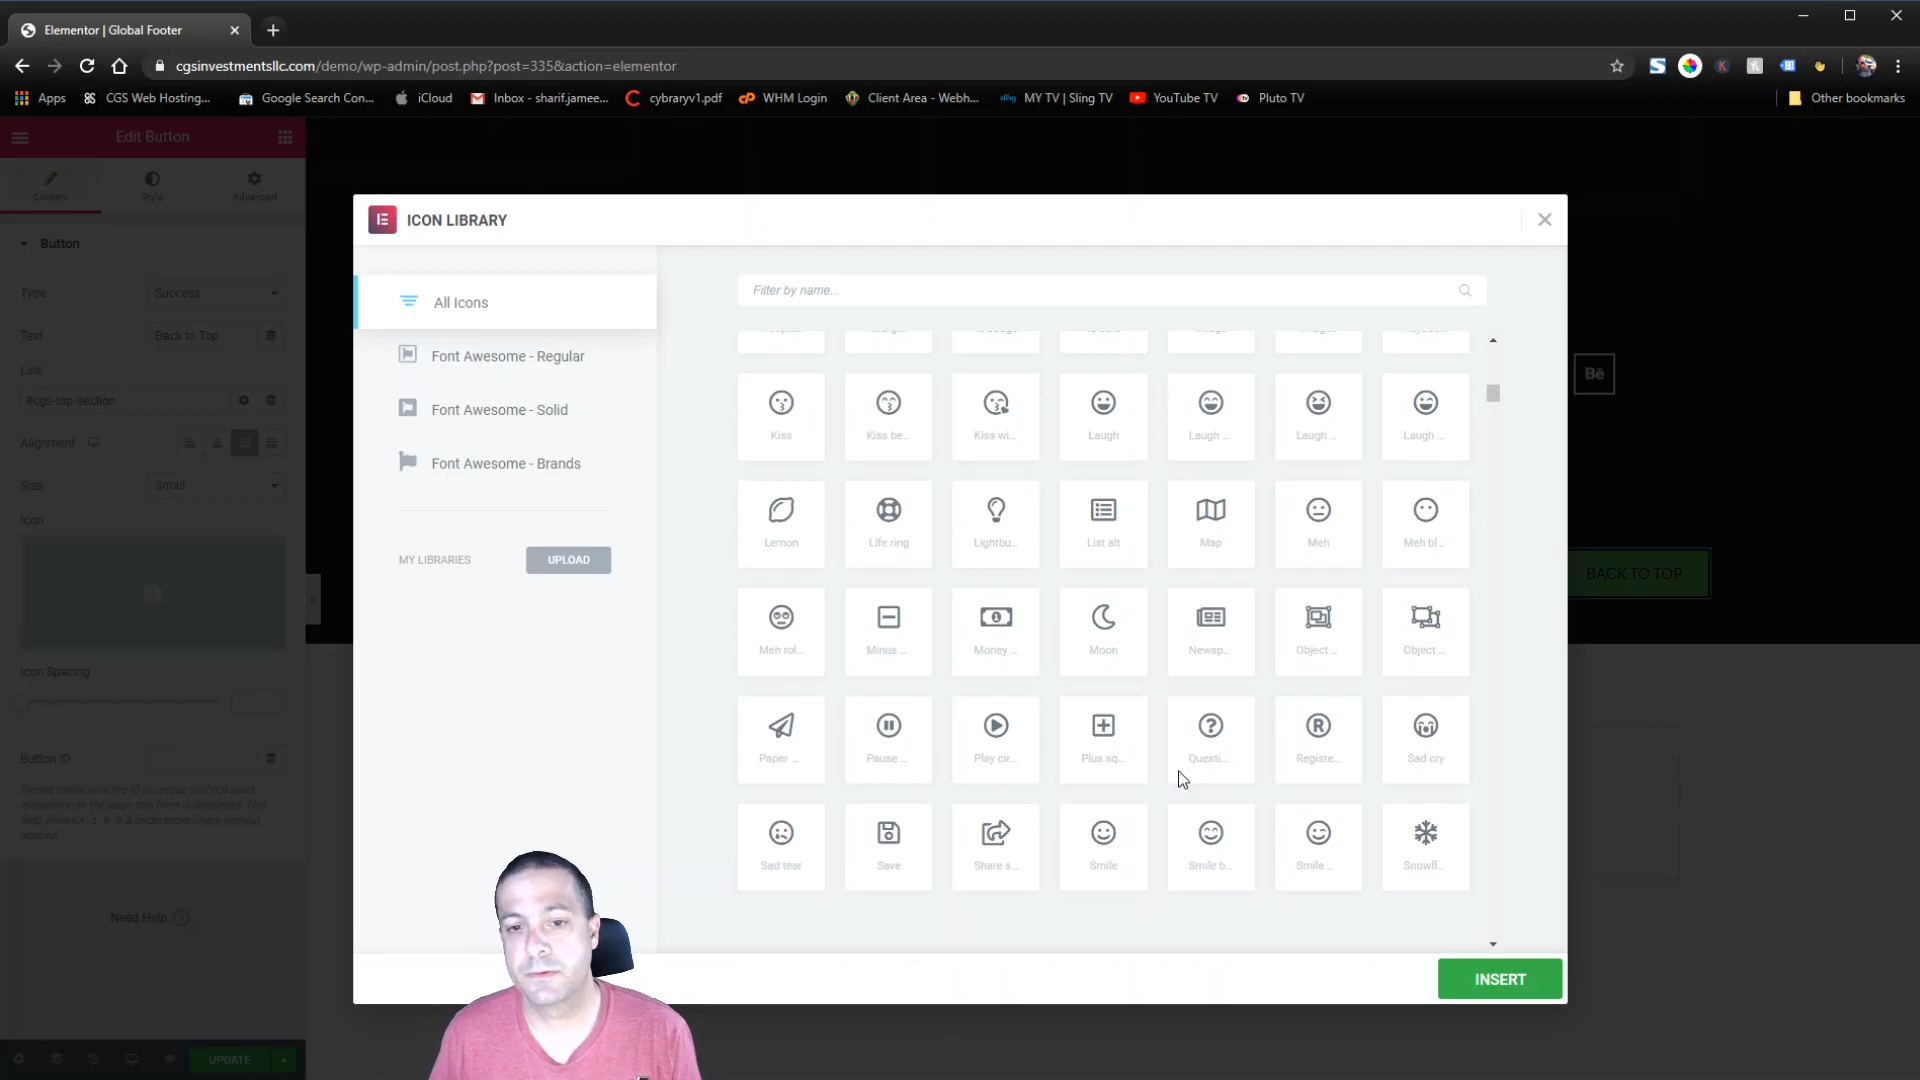 Elementor | Global Footer
cgsinvestmentsllc.com/demo/wp-admin/post.php?post=335&action=elementor
Apps
CGS Web Hosting...
Google Search Con...
iCloud
Inbox - sharif.jamee...
cybraryv1.pdf
WHM Login
Client Area - Webh...
sling
MY TV | Sling TV
YouTube TV
Pluto TV
Other bookmarks
Edit Button
Content
Style
Advanced
Button
Type
Success
Text
Back to Top
Link
#cgs-top-section
Alignment
Size
Small
Icon
Icon Spacing
Button ID
Please make sure the ID is unique and not used
elsewhere on the page this form is displayed. This
field allows A-z, 0-9 & underscore chars without
spaces.
Need Help
UPDATE
ICON LIBRARY
All Icons
Font Awesome - Regular
Font Awesome - Solid
Font Awesome - Brands
MY LIBRARIES
UPLOAD
Filter by name...
Kiss
Kiss be...
Kiss wi...
Laugh
Laugh ...
Laugh ...
Laugh ...
Lemon
Life ring
Lightbu...
List alt
Map
Meh
Meh bl...
Meh rol...
Minus ...
Money ...
Moon
Newsp...
Object ...
Object ...
Paper ...
Pause ...
Play cir...
Plus sq...
Questi...
Registe...
Sad cry
Sad tear
Save
Share s...
Smile
Smile b...
Smile ...
Snowfl...
INSERT
Bē
BACK TO TOP